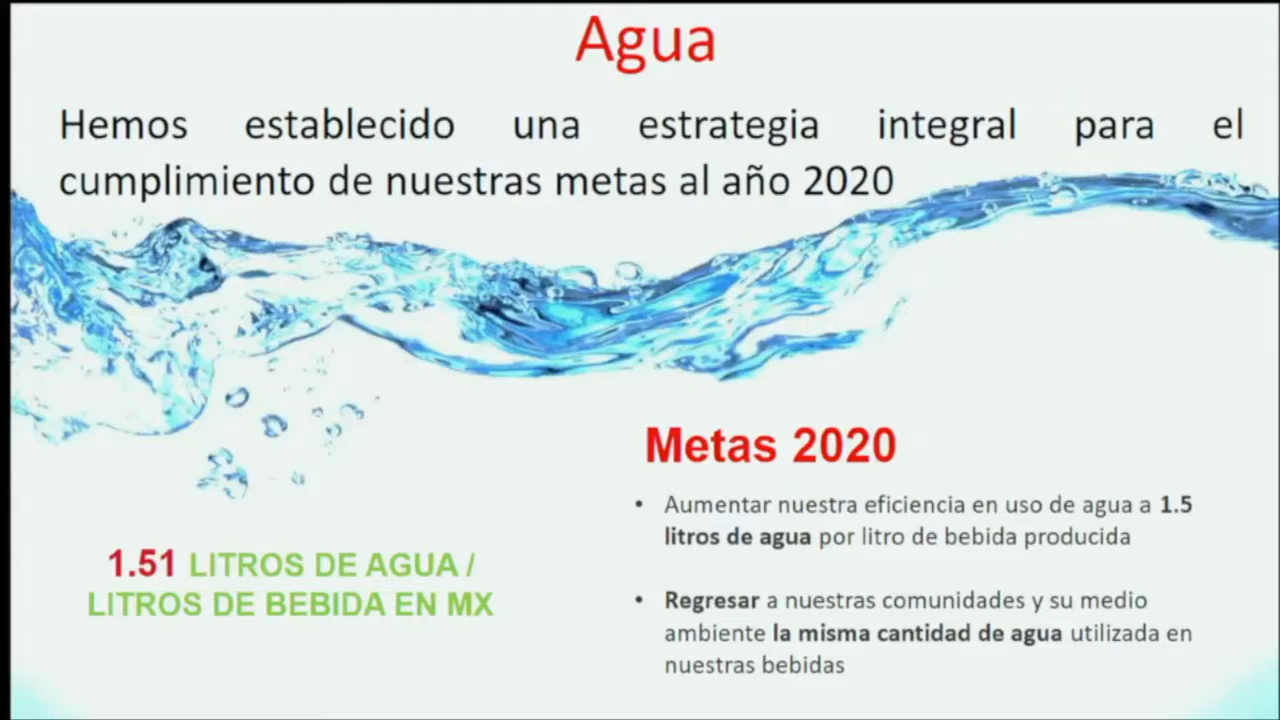 Agua
Hemos establecido una estrategia integral para el
cumplimiento de nuestras metas al año 2020
Metas 2020
• Aumentar nuestra eficiencia en uso de agua a 1.5
litros de agua por litro de bebida producida
1.51 LITROS DE AGUA /
LITROS DE BEBIDA EN MX
• Regresar a nuestras comunidades y su medio
ambiente la misma cantidad de agua utilizada en
nuestras bebidas